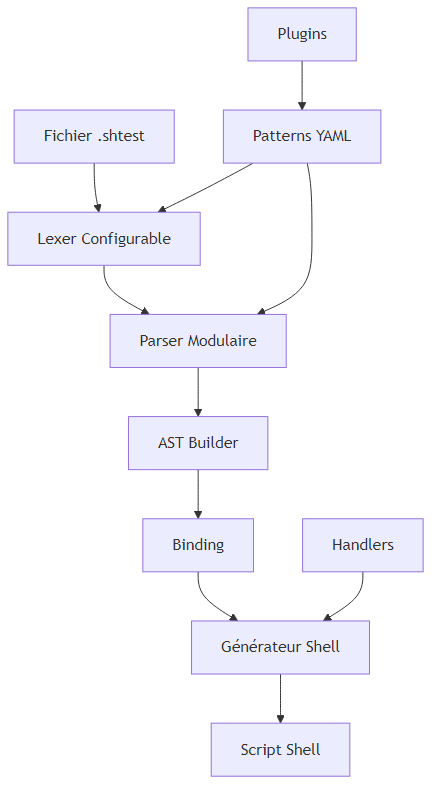 Plugins
Fichier .shtest
Patterns YAML
Lexer Configurable
Parser Modulaire
AST Builder
Binding
Handlers
Générateur Shell
Script Shell